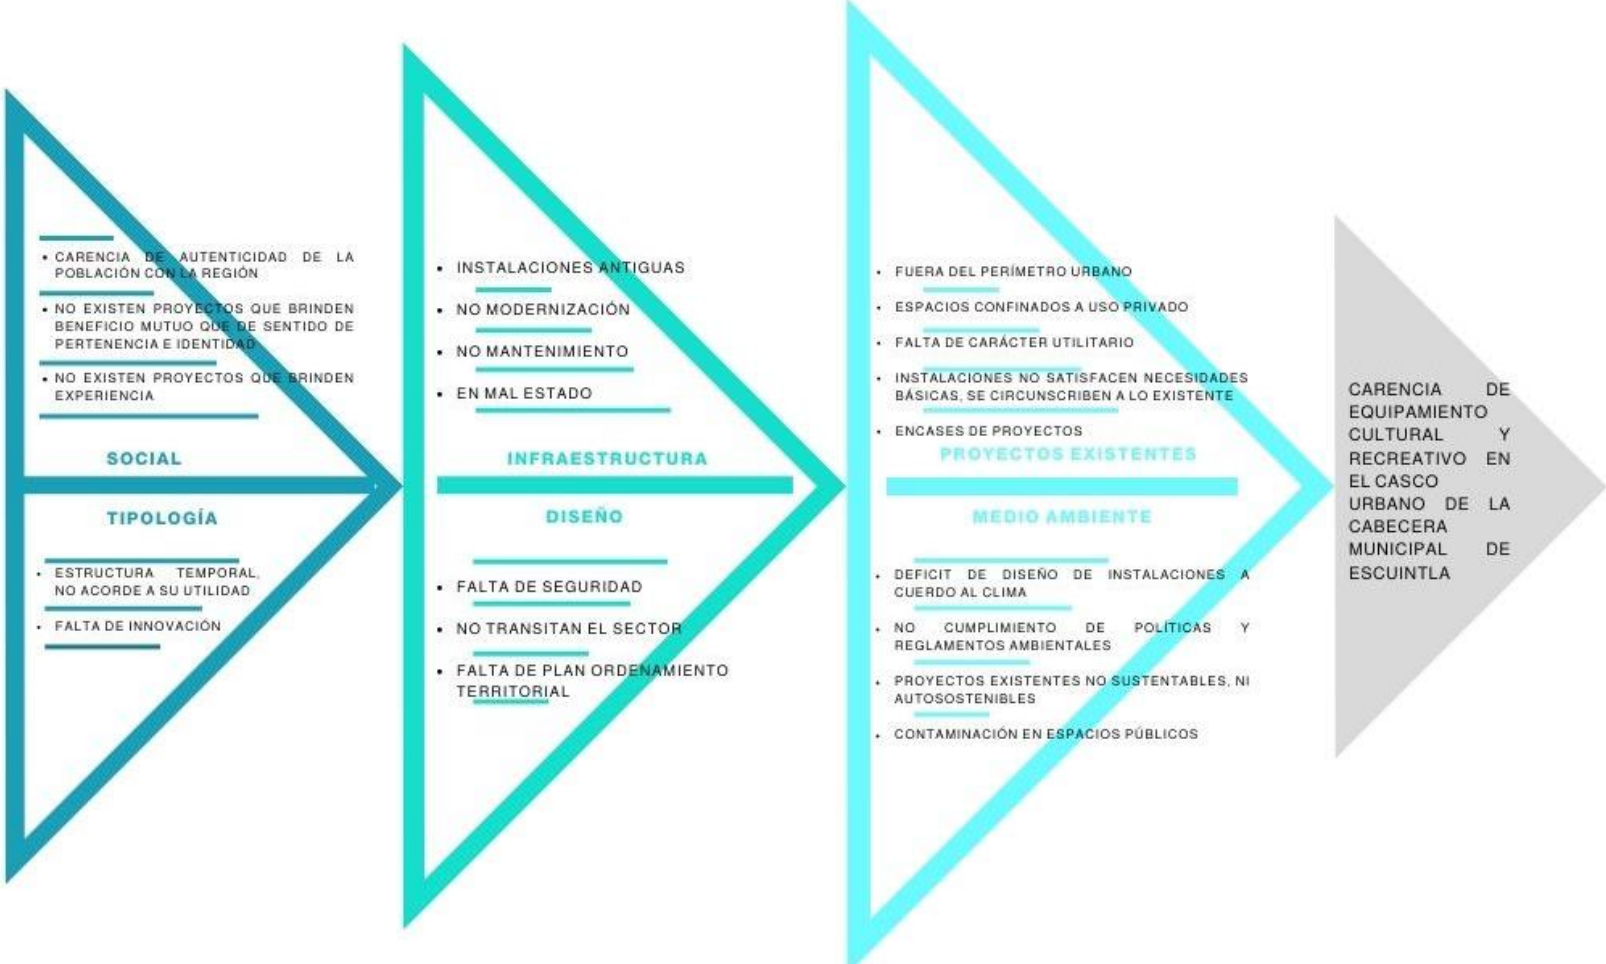 • CARENCIA DE AUTENTICIDAD DE LA
POBLACIÓN CON LA REGIÓN
• NO EXISTEN PROYECTOS QUE BRINDEN
BENEFICIO MUTUO QUE DE SENTIDO DE
PERTENENCIA E IDENTIDAD
• NO EXISTEN PROYECTOS QUE BRINDEN
EXPERIENCIA
SOCIAL
TIPOLOGÍA
• ESTRUCTURA TEMPORAL,
NO ACORDE A SU UTILIDAD
• FALTA DE INNOVACIÓN
• INSTALACIONES ANTIGUAS
• NO MODERNIZACIÓN
• NO MANTENIMIENTO
• EN MAL ESTADO
INFRAESTRUCTURA
DISEÑO
• FALTA DE SEGURIDAD
• NO TRANSITAN EL SECTOR
• FALTA DE PLAN ORDENAMIENTO
TERRITORIAL
• FUERA DEL PERÍMETRO URBANO
• ESPACIOS CONFINADOS A USO PRIVADO
• FALTA DE CARÁCTER UTILITARIO
• INSTALACIONES NO SATISFACEN NECESIDADES
BÁSICAS, SE CIRCUNSCRIBEN A LO EXISTENTE
• ENCASES DE PROYECTOS
PROYECTOS EXISTENTES
MEDIO AMBIENTE
• DEFICIT DE DISEÑO DE INSTALACIONES A
CUERDO AL CLIMA
• NO CUMPLIMIENTO DE POLÍTICAS Y
REGLAMENTOS AMBIENTALES
• PROYECTOS EXISTENTES NO SUSTENTABLES, NI
AUTOSOSTENIBLES
• CONTAMINACIÓN EN ESPACIOS PÚBLICOS
CARENCIA DE
EQUIPAMIENTO
CULTURAL Y
RECREATIVO EN
EL CASCO
URBANO DE LA
CABECERA
MUNICIPAL DE
ESCUINTLA